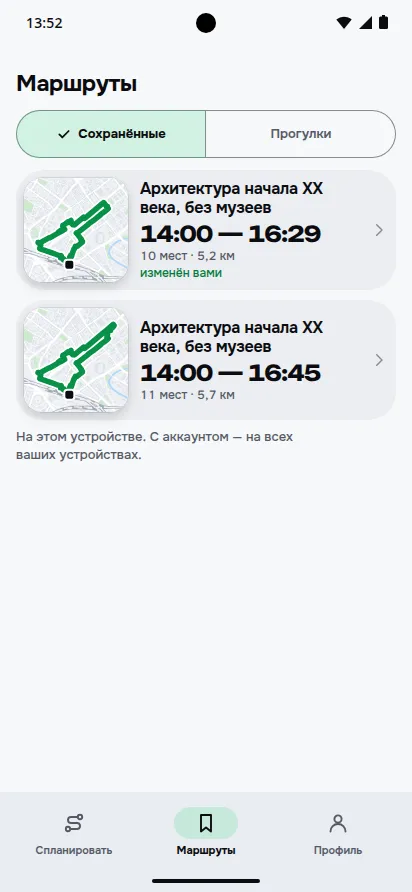 13:52
Маршруты
Сохранённые
Прогулки
Архитектура начала XX
века, без музеев
14:00 — 16:29
10 мест · 5,2 км
изменён вами
Архитектура начала XX
века, без музеев
14:00 — 16:45
11 мест · 5,7 км
На этом устройстве. С аккаунтом — на всех
ваших устройствах.
Спланировать
Маршруты
Профиль